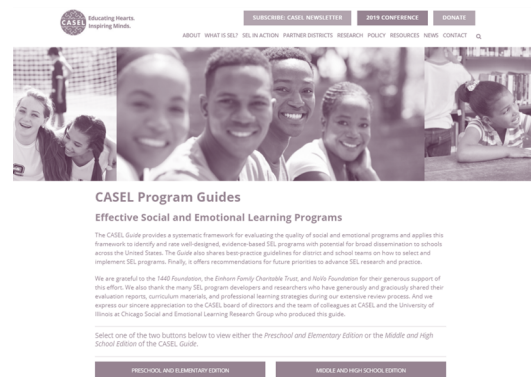 CASEL
Educating Hearts.
Inspiring Minds.
SUBSCRIBE: CASEL NEWSLETTER
2019 CONFERENCE
DONATE
ABOUT WHAT IS SEL? SEL IN ACTION PARTNER DISTRICTS RESEARCH POLICY RESOURCES NEWS CONTACT
CASEL Program Guides
Effective Social and Emotional Learning Programs
The CASEL Guide provides a systematic framework for evaluating the quality of social and emotional programs and applies this
framework to identify and rate well-designed, evidence-based SEL programs with potential for broad dissemination to schools
across the United States. The Guide also shares best-practice guidelines for district and school teams on how to select and
implement SEL programs. Finally, it offers recommendations for future priorities to advance SEL research and practice.
We are grateful to the 1440 Foundation, the Einhorn Family Charitable Trust, and NoVo Foundation for their generous support of
this effort. We also thank the many SEL program developers and researchers who have generously and graciously shared their
evaluation reports, curriculum materials, and professional learning strategies during our extensive review process. And we
express our sincere appreciation to the CASEL board of directors and the team of colleagues at CASEL and the University of
Illinois at Chicago Social and Emotional Learning Research Group who produced this guide.
Select one of the two buttons below to view either the Preschool and Elementary Edition or the Middle and High
School Edition of the CASEL Guide.
PRESCHOOL AND ELEMENTARY EDITION
MIDDLE AND HIGH SCHOOL EDITION